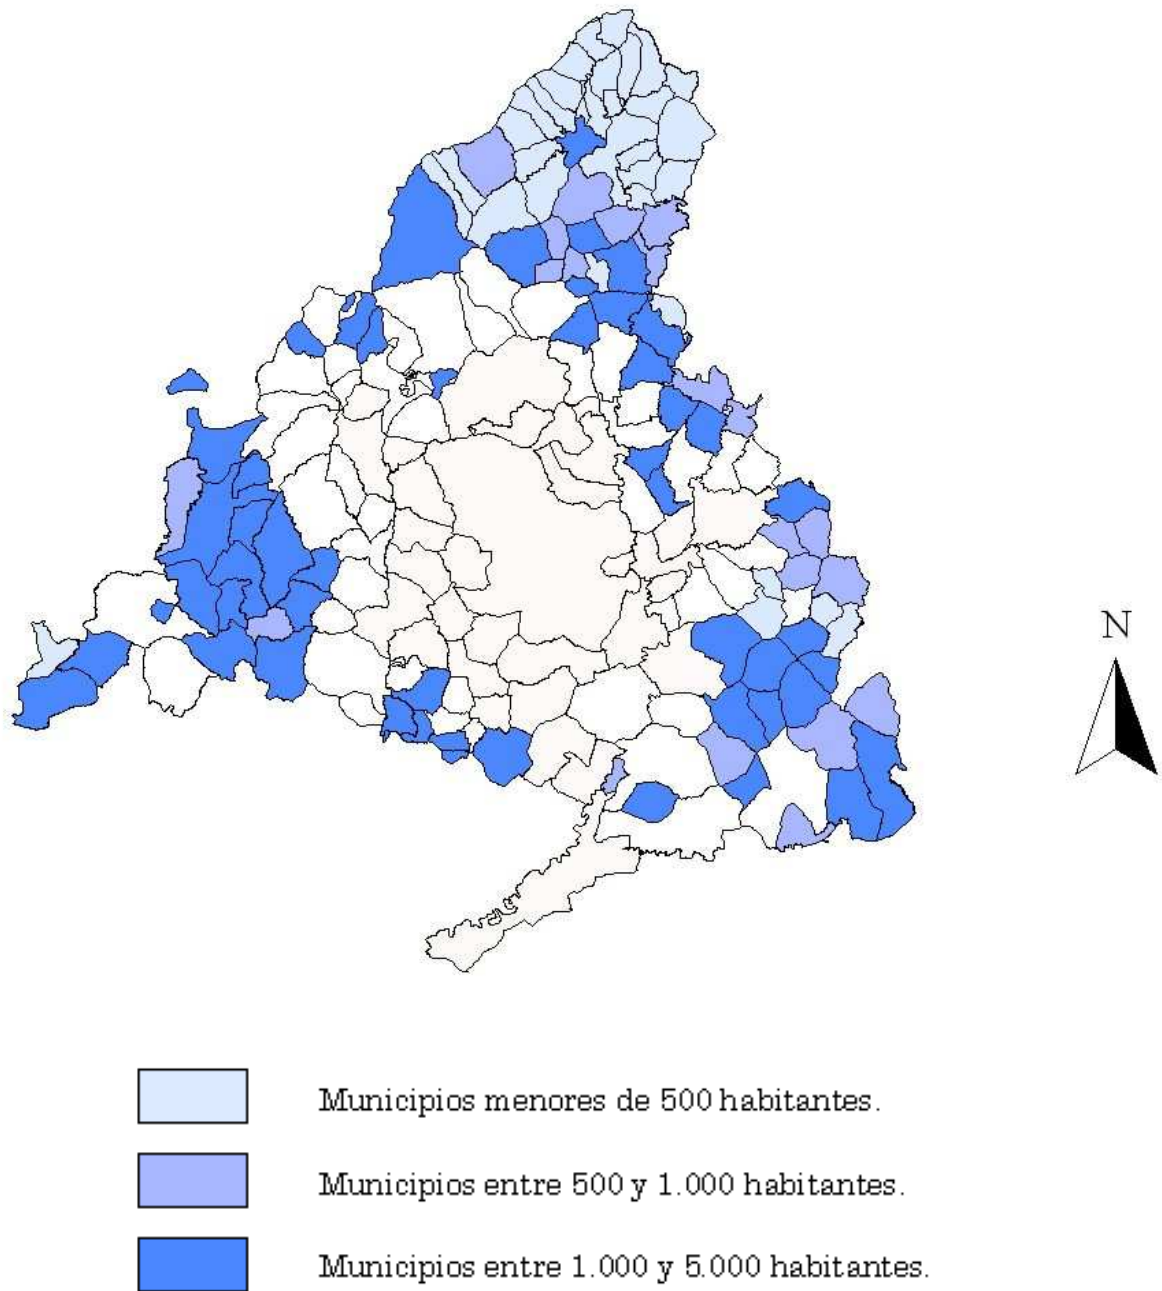 N
Municipios menores de 500 habitantes.
Municipios entre 500 y 1.000 habitantes.
Municipios entre 1.000 y 5.000 habitantes.